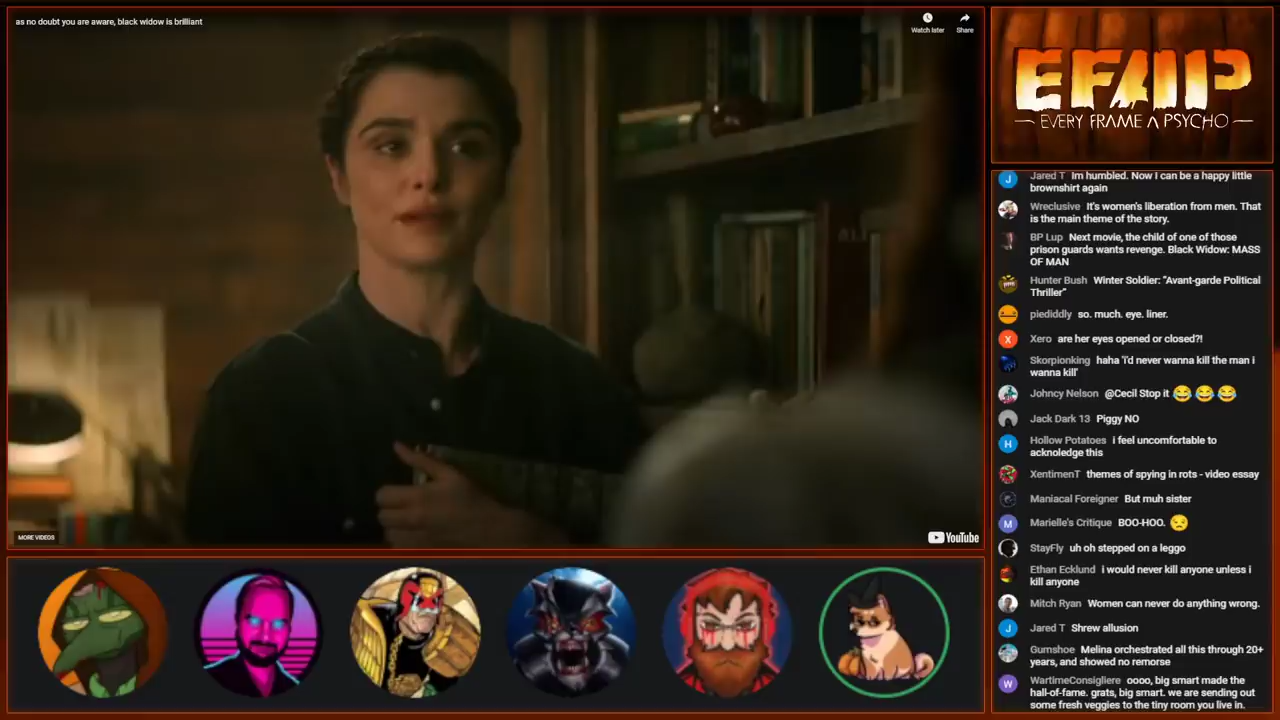 as no doubt you are aware, black widow is brilliant
Watch later
Share
MORE VIDEOS
YouTube
EFAP
EVERY FRAME A PSYCHO
Jared T Im humbled. Now I can be a happy little
brownshirt again
Wreclusive It's women's liberation from men. That
is the main theme of the story.
BP Lup Next movie, the child of one of those
prison guards wants revenge. Black Widow: MASS
OF MAN
Hunter Bush Winter Soldier: "Avant-garde Political
Thriller"
piediddly so. much. eye. liner.
X
Xero are her eyes opened or closed?!
Skorpionking haha 'i'd never wanna kill the man i
wanna kill'
Johncy Nelson @Cecil Stop it 😂😂😂
Jack Dark 13 Piggy NO
H
Hollow Potatoes i feel uncomfortable to
acknoledge this
XentimenT themes of spying in rots - video essay
Maniacal Foreigner But muh sister
M
Marielle's Critique BOO-HOO. 😒
StayFly uh oh stepped on a leggo
Ethan Ecklund i would never kill anyone unless i
kill anyone
Mitch Ryan Women can never do anything wrong.
J
Jared T Shrew allusion
Gumshoe Melina orchestrated all this through 20+
years, and showed no remorse
W
WartimeConsigliere oooo, big smart made the
hall-of-fame. grats, big smart. we are sending out
some fresh veggies to the tiny room you live in.